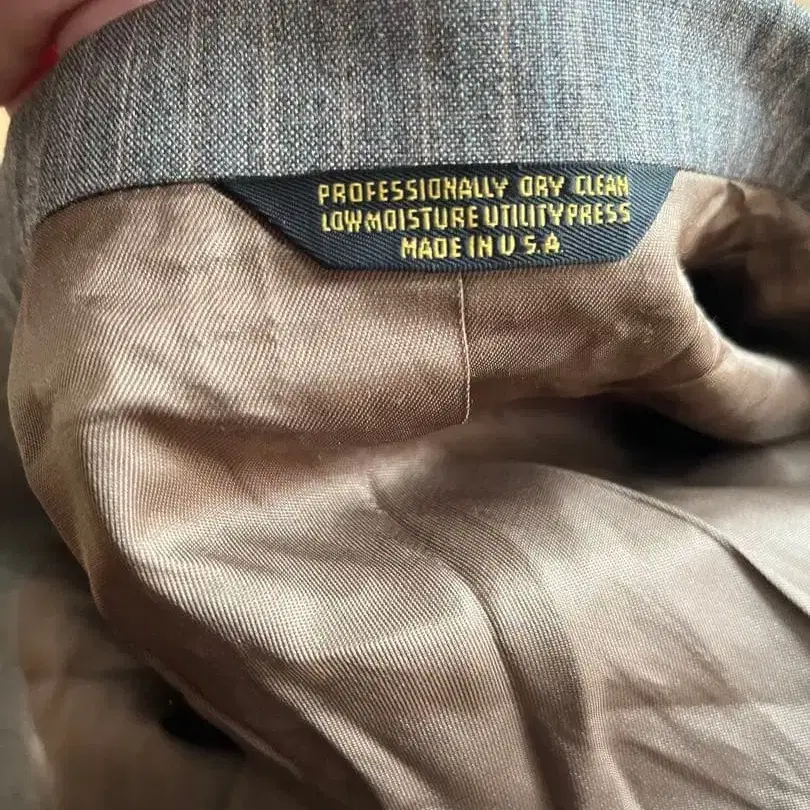 PROFESSIONALLY DRY CLEAN
LOW MOISTURE UTILITY PRESS
MADE IN U.S.A.